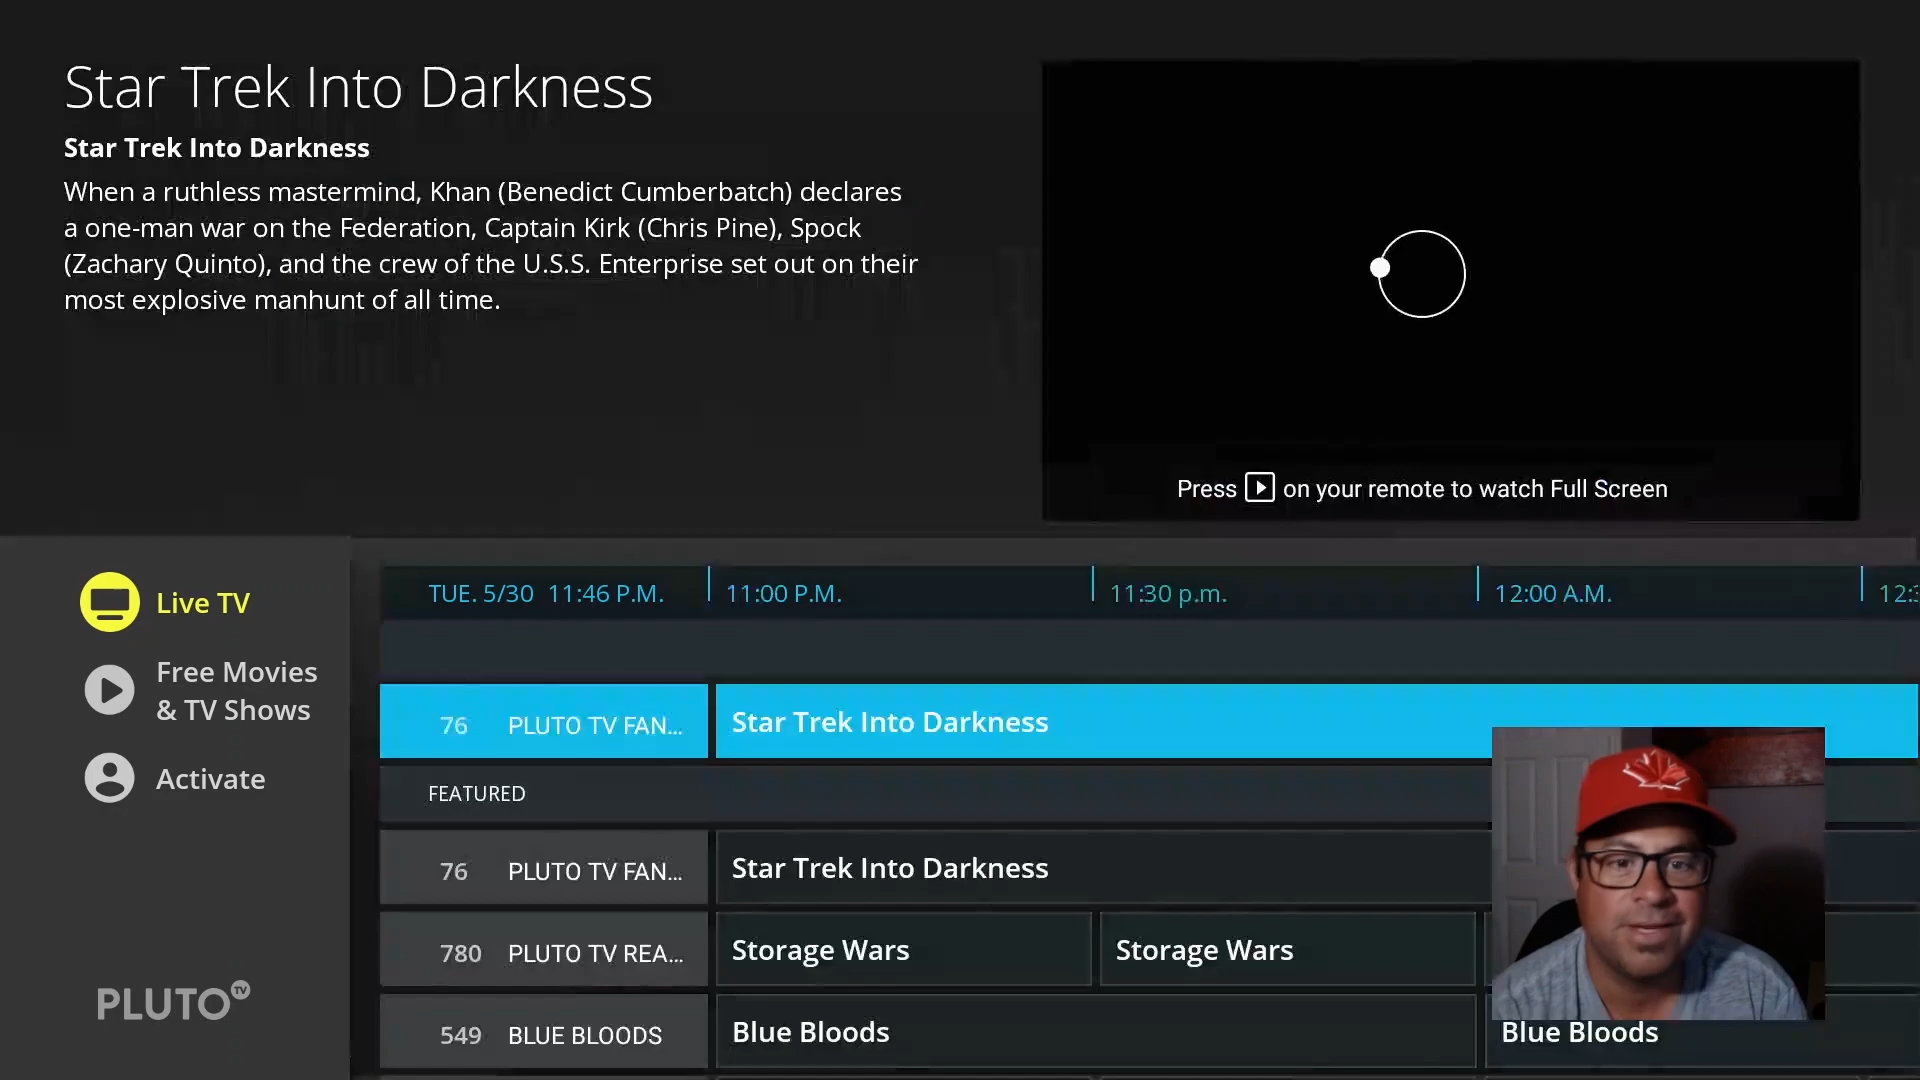 Star Trek Into Darkness
Star Trek Into Darkness
When a ruthless mastermind, Khan (Benedict Cumberbatch) declares
a one-man war on the Federation, Captain Kirk (Chris Pine), Spock
(Zachary Quinto), and the crew of the U.S.S. Enterprise set out on their
most explosive manhunt of all time.
Press on your remote to watch Full Screen
Live TV
Free Movies
& TV Shows
Activate
PLUTO TV
TUE. 5/30 11:46 P.M. 11:00 P.M. 11:30 p.m. 12:00 A.M.
76 PLUTO TV FAN... Star Trek Into Darkness
FEATURED
76 PLUTO TV FAN... Star Trek Into Darkness
780 PLUTO TV REA... Storage Wars Storage Wars
549 BLUE BLOODS Blue Bloods Blue Bloods